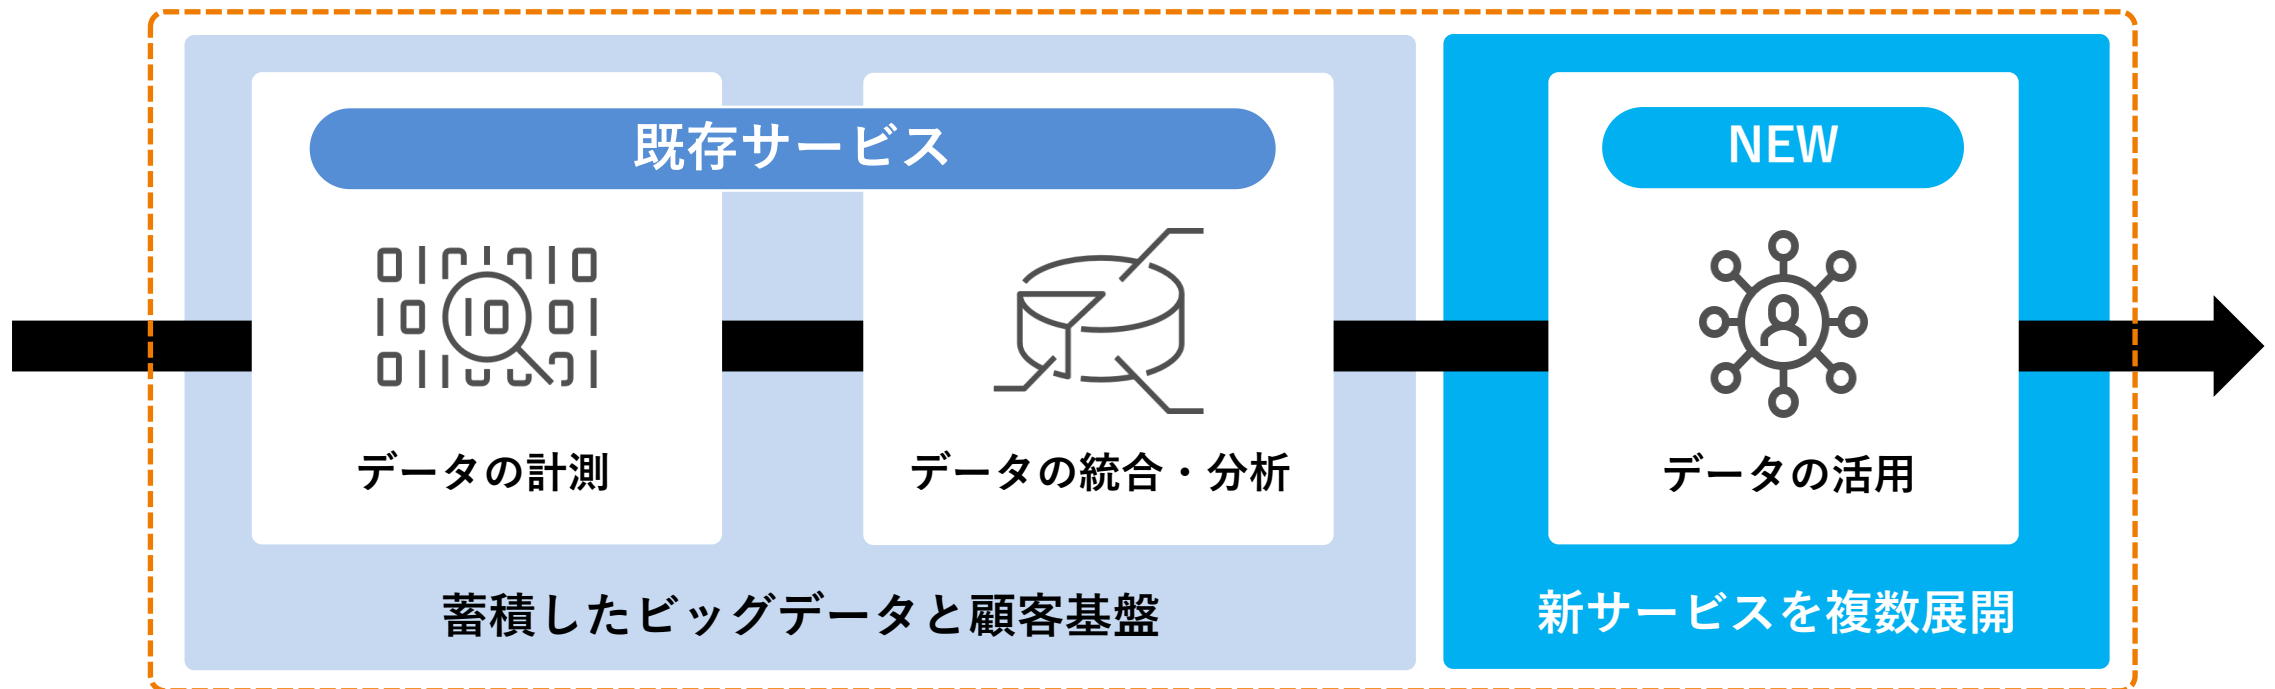 既存サービス
データの計測
データの統合・分析
蓄積したビッグデータと顧客基盤
NEW
データの活用
新サービスを複数展開